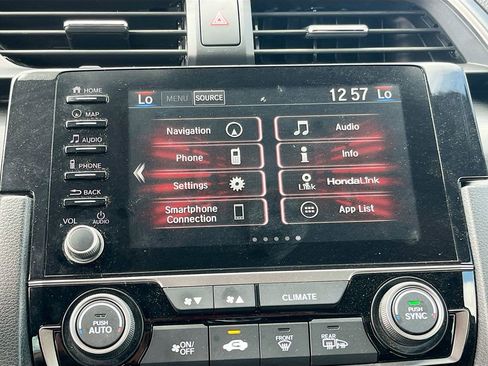 HOME
MAP
AUDIO
PHONE
BACK
VOL AUDIO
Lo MENU SOURCE 12 57 Lo
Navigation Audio
Phone Info
Settings Link HondaLink
Smartphone
Connection App List
CLIMATE
PUSH
AUTO
PUSH
SYNC
ON/
OFF
FRONT REAR